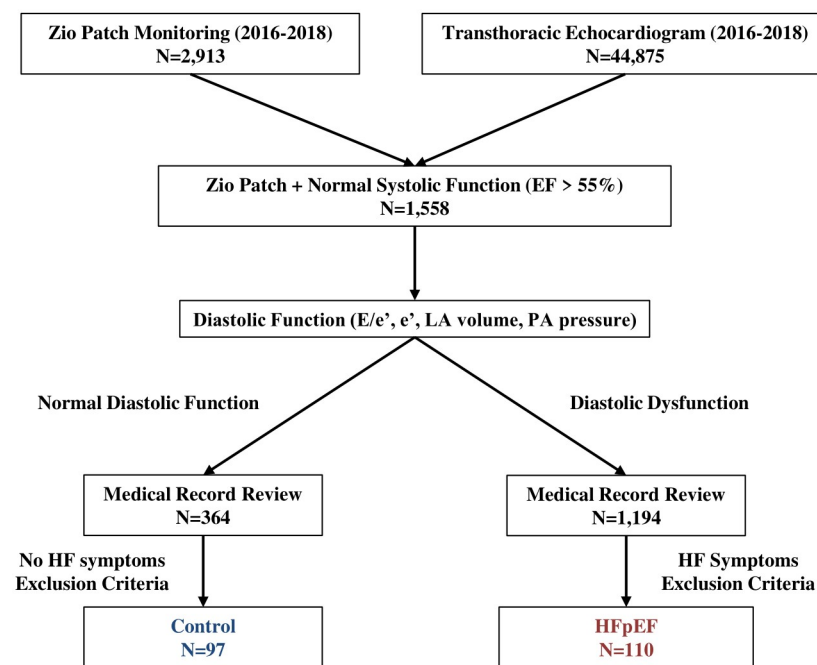 Zio Patch Monitoring (2016-2018)
N=2,913
Transthoracic Echocardiogram (2016-2018)
N=44,875
Zio Patch + Normal Systolic Function (EF > 55%)
N=1,558
Diastolic Function (E/e’, e’, LA volume, PA pressure)
Normal Diastolic Function
Diastolic Dysfunction
Medical Record Review
N=364
Medical Record Review
N=1,194
No HF symptoms
Exclusion Criteria
HF Symptoms
Exclusion Criteria
Control
N=97
HFpEF
N=110